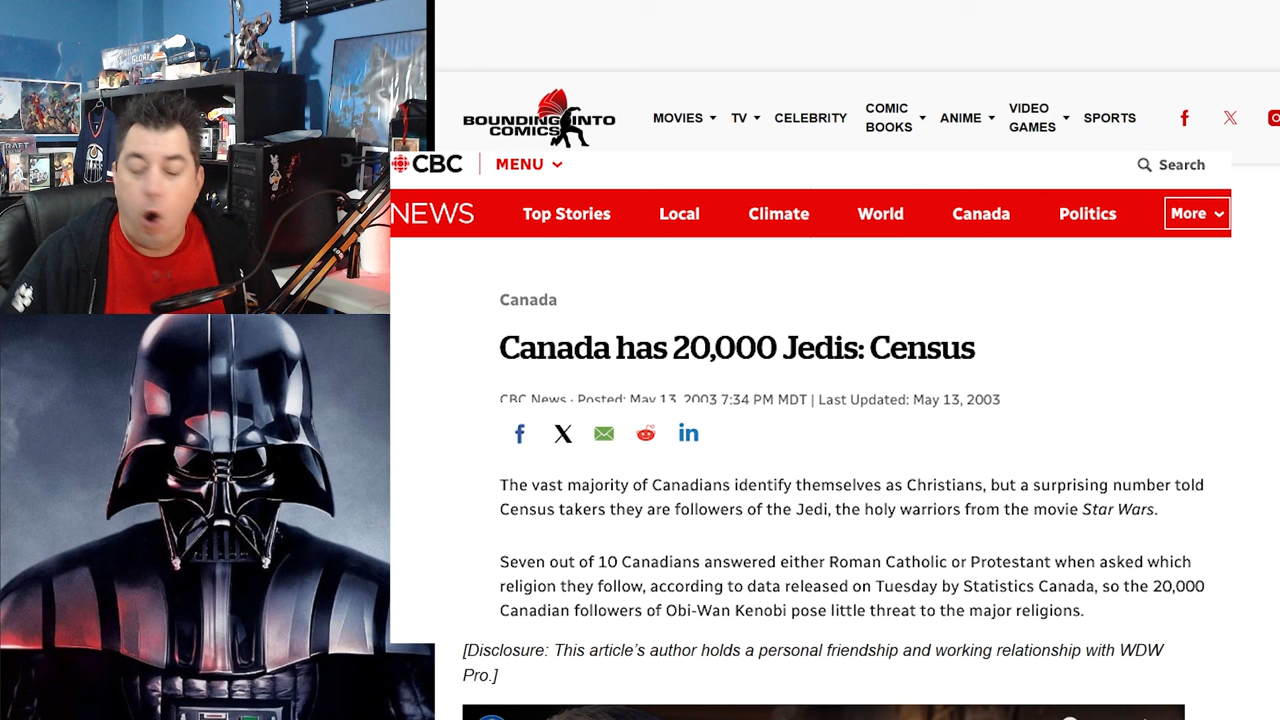 BOUNDING INTO
COMICS
MOVIES
TV
CELEBRITY
COMIC
BOOKS
ANIME
VIDEO
GAMES
SPORTS
CBC
MENU
Search
NEWS
Top Stories
Local
Climate
World
Canada
Politics
More
Canada
Canada has 20,000 Jedis: Census
CBC News · Posted: May 13, 2003 7:34 PM MDT | Last Updated: May 13, 2003
The vast majority of Canadians identify themselves as Christians, but a surprising number told
Census takers they are followers of the Jedi, the holy warriors from the movie Star Wars.
Seven out of 10 Canadians answered either Roman Catholic or Protestant when asked which
religion they follow, according to data released on Tuesday by Statistics Canada, so the 20,000
Canadian followers of Obi-Wan Kenobi pose little threat to the major religions.
[Disclosure: This article's author holds a personal friendship and working relationship with WDW
Pro.]
GLORY